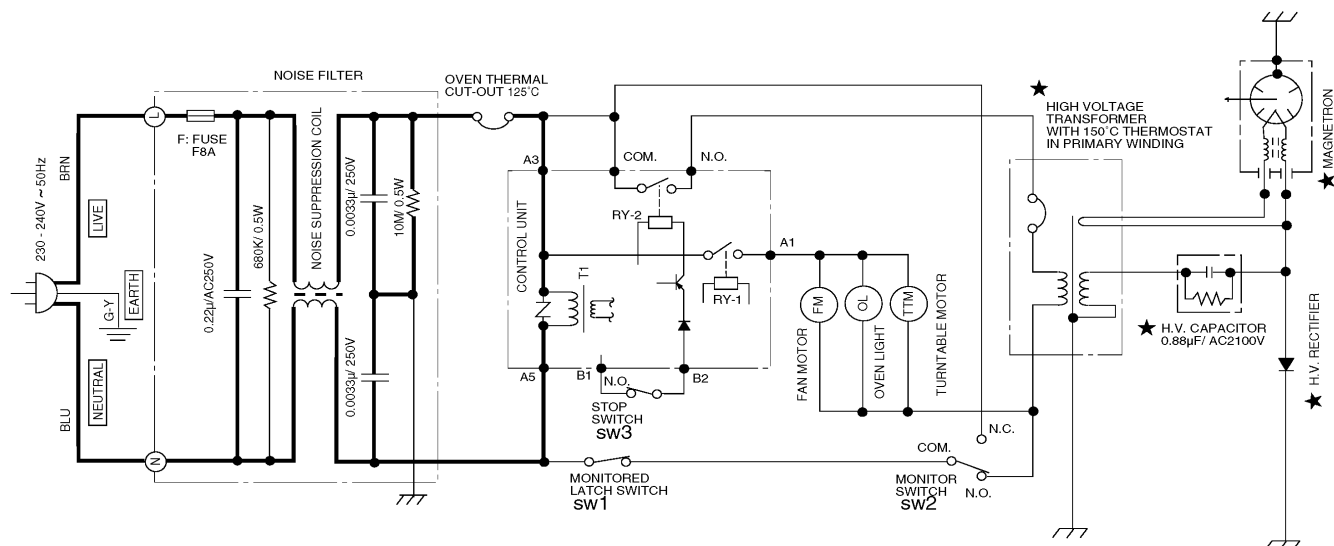 NOISE FILTER
OVEN THERMAL
CUT-OUT 125°C
★
HIGH VOLTAGE
TRANSFORMER
WITH 150°C THERMOSTAT
IN PRIMARY WINDING
★ MAGNETRON
230 - 240V ~ 50Hz
BRN
LIVE
G-Y
EARTH
NEUTRAL
BLU
L
N
F: FUSE
F8A
0.22µ/AC250V
680K/ 0.5W
NOISE SUPPRESSION COIL
0.0033µ/ 250V
0.0033µ/ 250V
10M/ 0.5W
A3
COM.
N.O.
CONTROL UNIT
RY-2
T1
RY-1
A1
A5
B1
N.O.
B2
STOP
SWITCH
SW3
FM
OL
TTM
FAN MOTOR
OVEN LIGHT
TURNTABLE MOTOR
★ H.V. CAPACITOR
0.88µF/ AC2100V
★ H.V. RECTIFIER
MONITORED
LATCH SWITCH
SW1
N.C.
COM.
MONITOR
SWITCH
SW2
N.O.